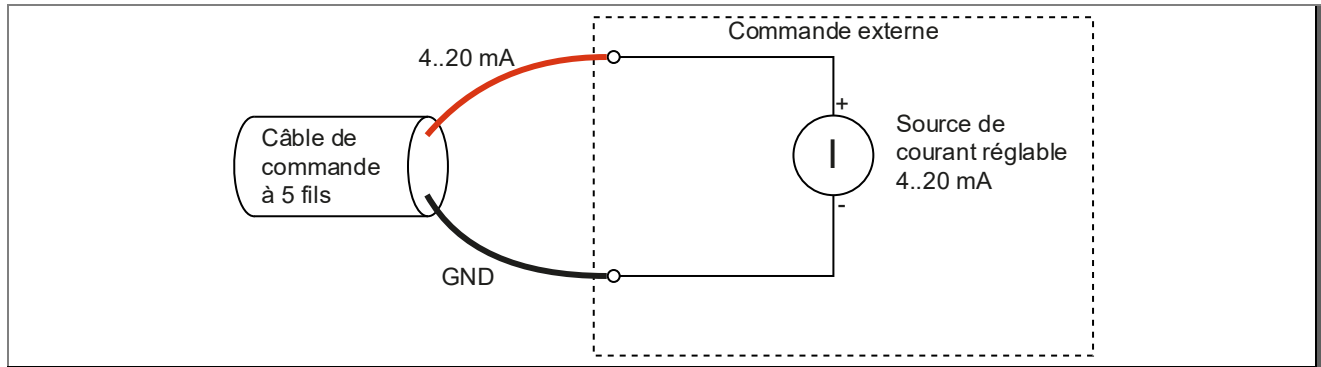 Commande externe
4..20 mA
+
Câble de
commande
à 5 fils
I
Source de
courant réglable
4..20 mA
-
GND